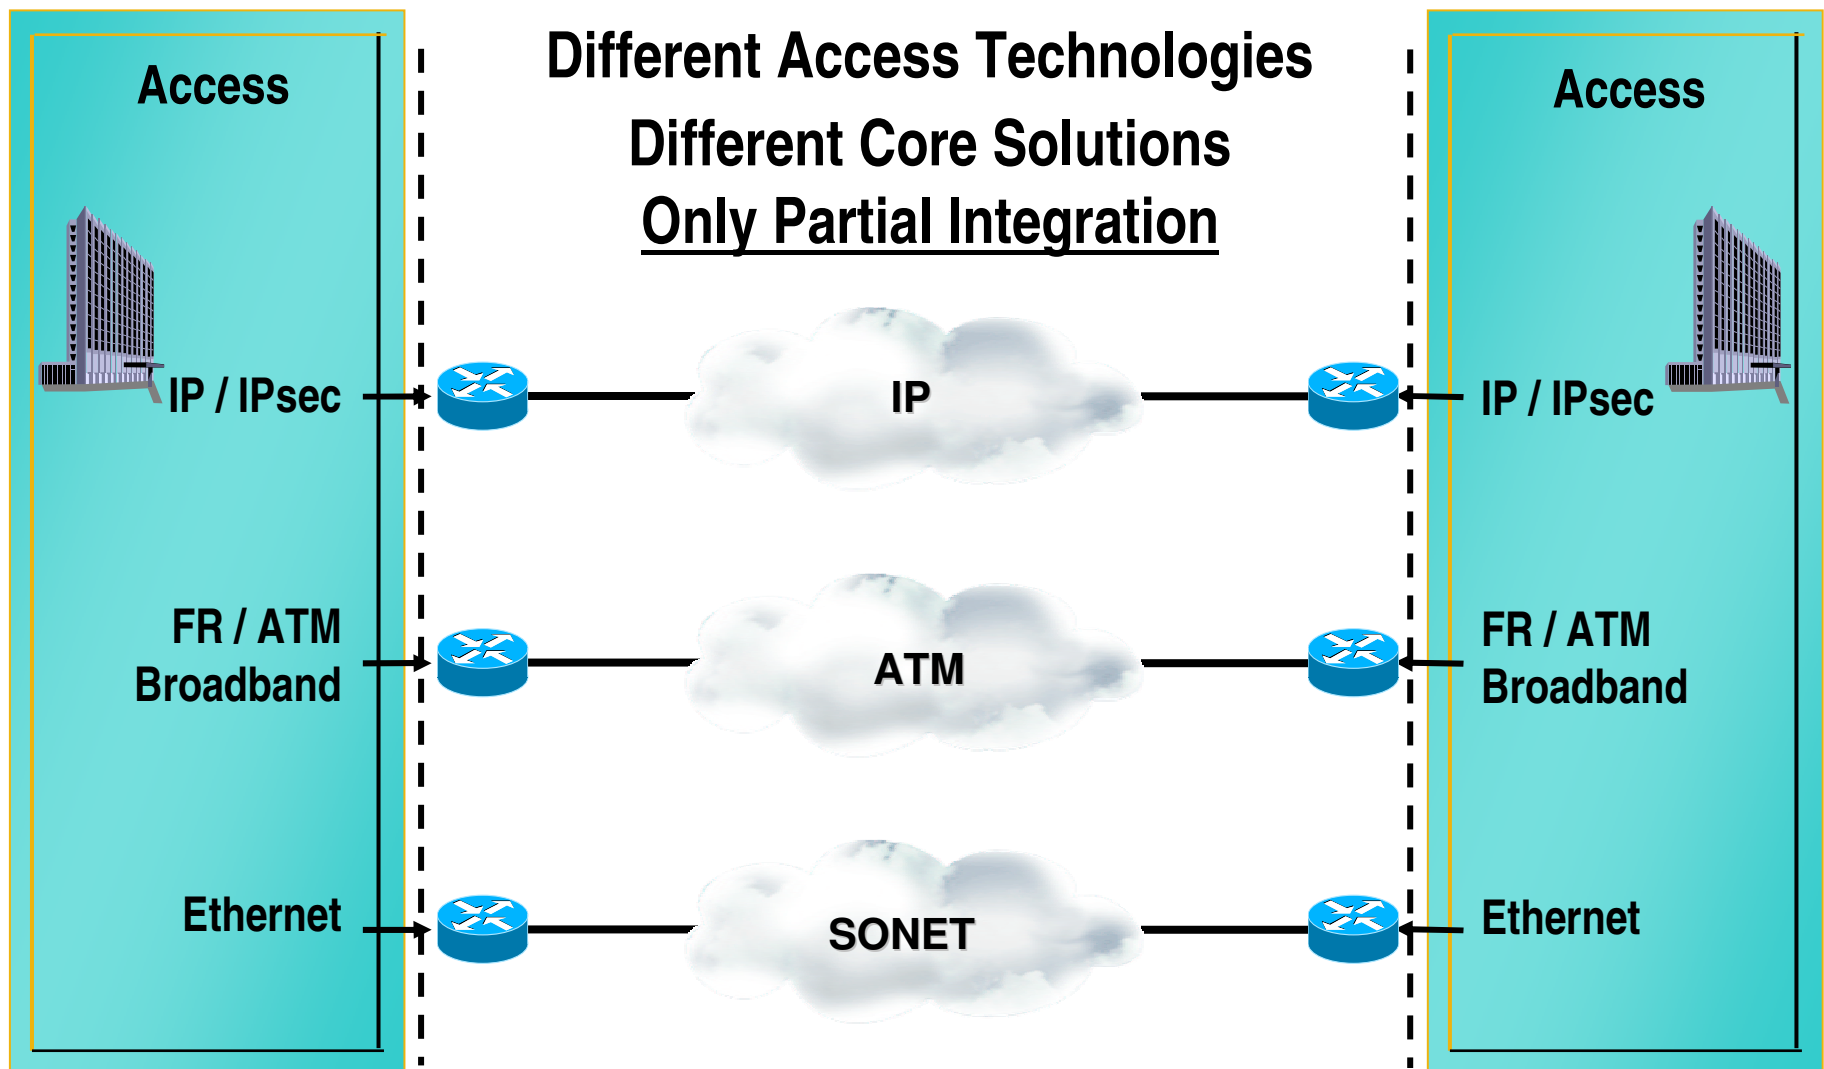 Different Access Technologies
Different Core Solutions
Only Partial Integration
Access
IP / IPsec
FR / ATM
Broadband
Ethernet
IP
ATM
SONET
Access
IP / IPsec
FR / ATM
Broadband
Ethernet